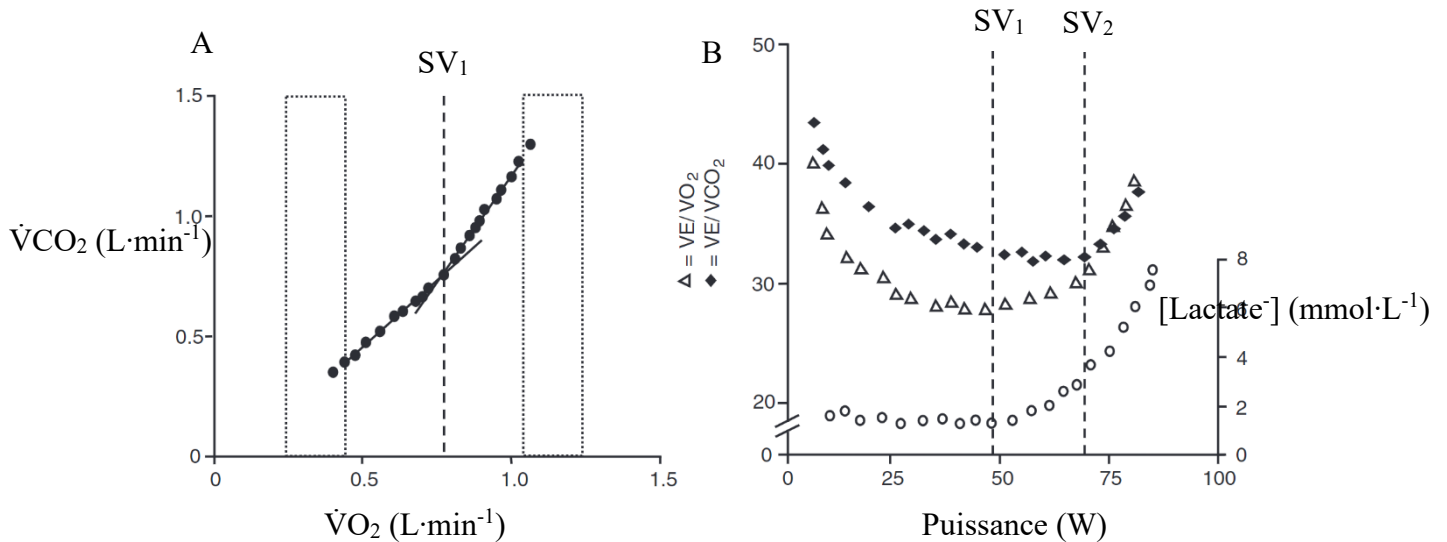 A
SV₁
1.5
1.0
0.5
0
V̇CO₂ (L·min⁻¹)
0
0.5
1.0
1.5
V̇O₂ (L·min⁻¹)
B
SV₁
SV₂
50
40
30
20
0
△ = VE/VO₂
◆ = VE/VCO₂
8
6
4
2
0
[Lactate⁻] (mmol·L⁻¹)
0
25
50
75
100
Puissance (W)